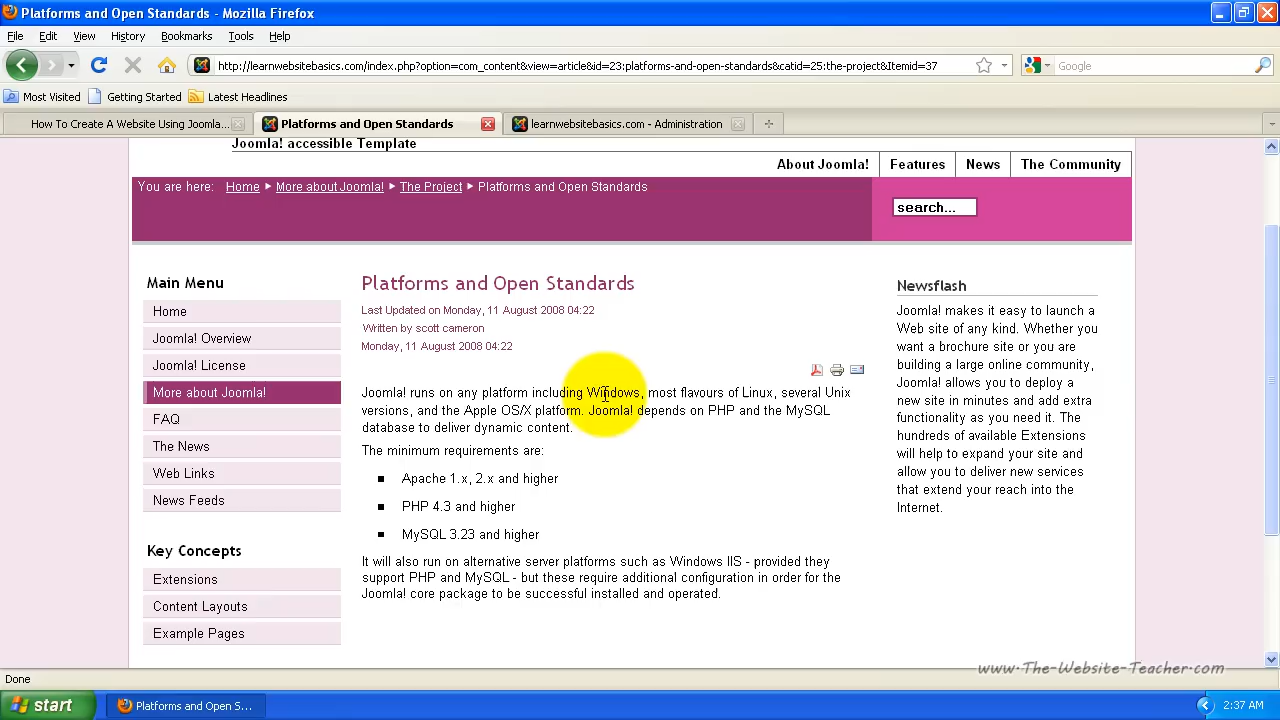 Platforms and Open Standards - Mozilla Firefox
File Edit View History Bookmarks Tools Help
http://learnwebsitebasics.com/index.php?option=com_content&view=article&id=23:platforms-and-open-standards&catid=25:the-project&Itemid=37
Google
Most Visited Getting Started Latest Headlines
How To Create A Website Using Joomla... Platforms and Open Standards learnwebsitebasics.com - Administration
Joomla! accessible Template
About Joomla! Features News The Community
You are here: Home More about Joomla! The Project Platforms and Open Standards
search...
Main Menu
Home
Joomla! Overview
Joomla! License
More about Joomla!
FAQ
The News
Web Links
News Feeds
Key Concepts
Extensions
Content Layouts
Example Pages
Platforms and Open Standards
Last Updated on Monday, 11 August 2008 04:22
Written by scott cameron
Monday, 11 August 2008 04:22
Joomla! runs on any platform including Windows, most flavours of Linux, several Unix
versions, and the Apple OS/X platform. Joomla! depends on PHP and the MySQL
database to deliver dynamic content.
The minimum requirements are:
Apache 1.x, 2.x and higher
PHP 4.3 and higher
MySQL 3.23 and higher
It will also run on alternative server platforms such as Windows IIS - provided they
support PHP and MySQL - but these require additional configuration in order for the
Joomla! core package to be successful installed and operated.
Newsflash
Joomla! makes it easy to launch a
Web site of any kind. Whether you
want a brochure site or you are
building a large online community,
Joomla! allows you to deploy a
new site in minutes and add extra
functionality as you need it. The
hundreds of available Extensions
will help to expand your site and
allow you to deliver new services
that extend your reach into the
Internet.
www.The-Website-Teacher.com
Done
start Platforms and Open S... 2:37 AM